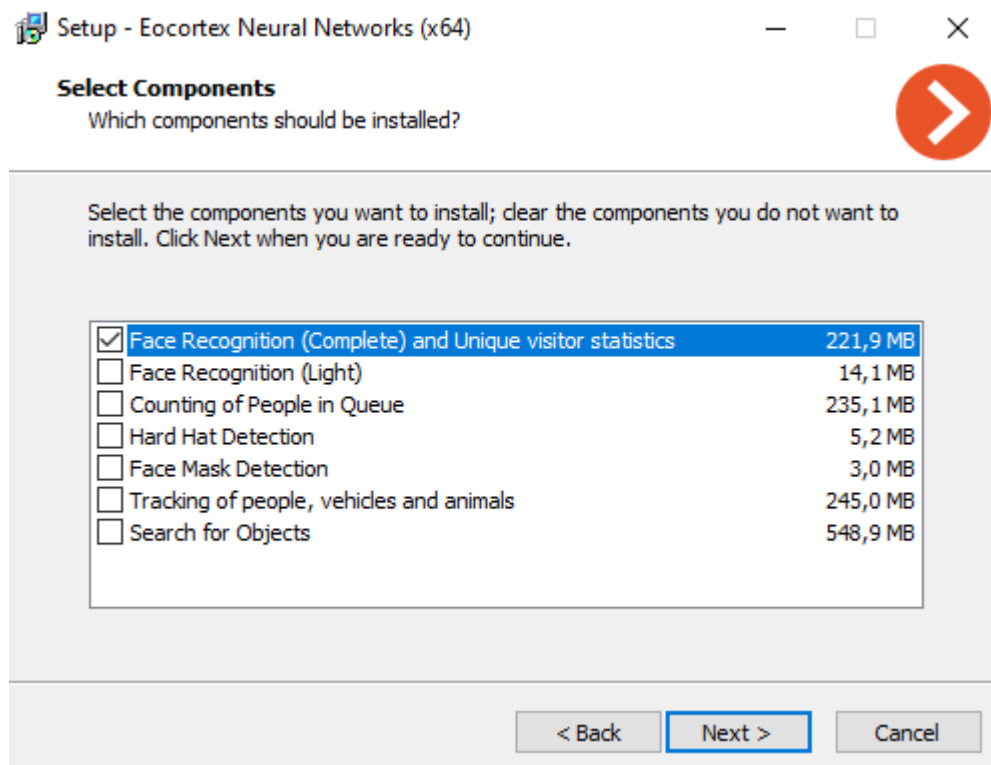 Setup - Eocortex Neural Networks (x64)
Select Components
Which components should be installed?
Select the components you want to install; clear the components you do not want to
install. Click Next when you are ready to continue.
Face Recognition (Complete) and Unique visitor statistics 221,9 MB
Face Recognition (Light) 14,1 MB
Counting of People in Queue 235,1 MB
Hard Hat Detection 5,2 MB
Face Mask Detection 3,0 MB
Tracking of people, vehicles and animals 245,0 MB
Search for Objects 548,9 MB
< Back Next > Cancel